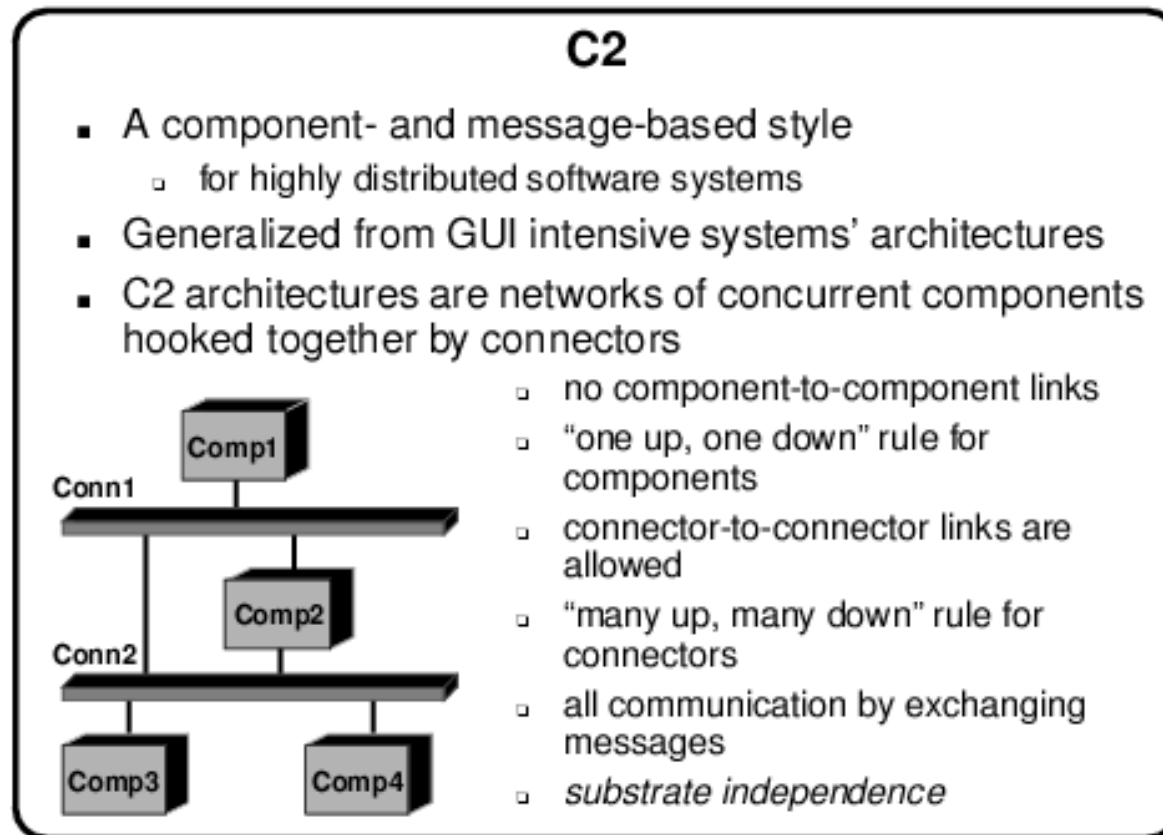 C2
▪ A component- and message-based style
▫ for highly distributed software systems
▪ Generalized from GUI intensive systems’ architectures
▪ C2 architectures are networks of concurrent components
hooked together by connectors
▫ no component-to-component links
▫ “one up, one down” rule for
components
▫ connector-to-connector links are
allowed
▫ “many up, many down” rule for
connectors
▫ all communication by exchanging
messages
▫ substrate independence
Comp1
Conn1
Comp2
Conn2
Comp3
Comp4